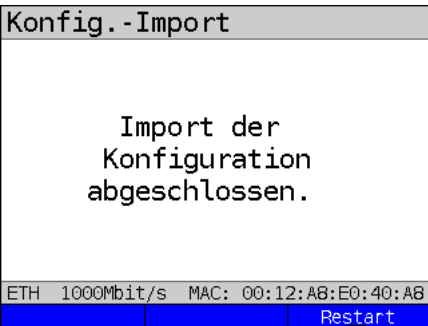 Konfig.-Import
Import der
Konfiguration
abgeschlossen.
ETH 1000Mbit/s MAC: 00:12:A8:E0:40:A8
Restart